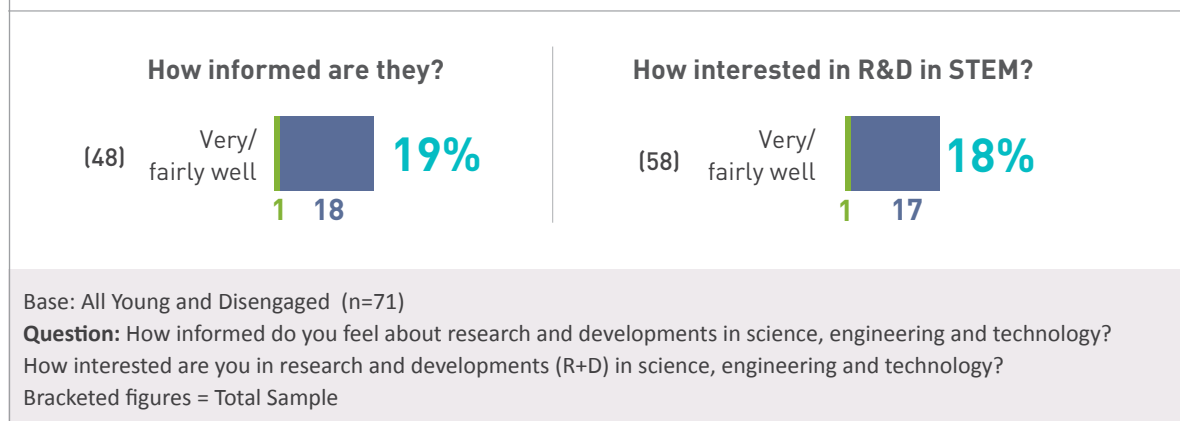 How informed are they?
(48)
Very/
fairly well
19%
1 18
How interested in R&D in STEM?
(58)
Very/
fairly well
18%
1 17
Base: All Young and Disengaged (n=71)
Question: How informed do you feel about research and developments in science, engineering and technology?
How interested are you in research and developments (R+D) in science, engineering and technology?
Bracketed figures = Total Sample